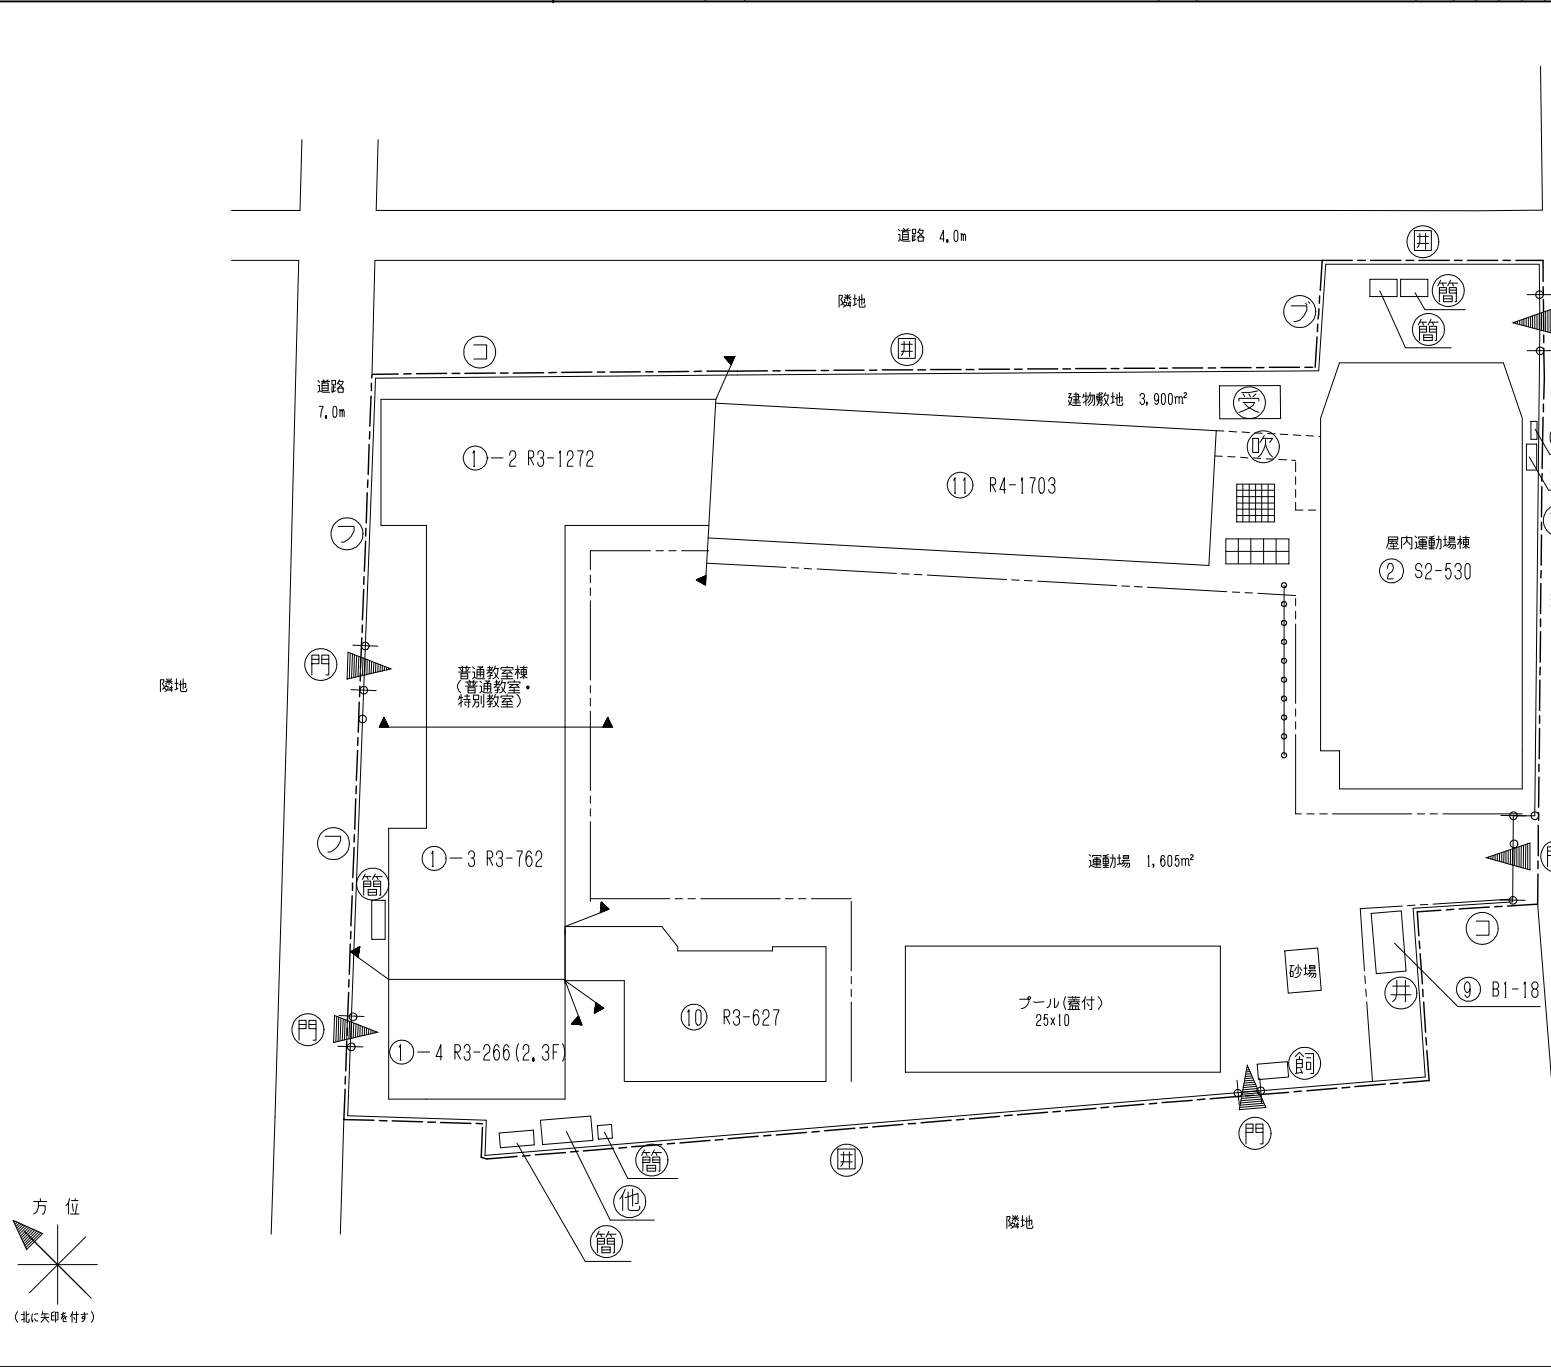 道路 4.0m
囲
隣地
ブ
簡
簡
コ
囲
道路
7.0m
建物敷地 3,900m²
受
吹
①-2 R3-1272
⑪ R4-1703
フ
屋内運動場棟
② S2-530
門
普通教室棟
(普通教室・
特別教室)
隣地
フ
①-3 R3-762
運動場 1,605m²
簡
コ
砂場
井
⑨ B1-18
プール(蓋付)
25x10
⑩ R3-627
門
①-4 R3-266(2.3F)
飼
門
簡
囲
他
簡
隣地
方 位
(北に矢印を付す)